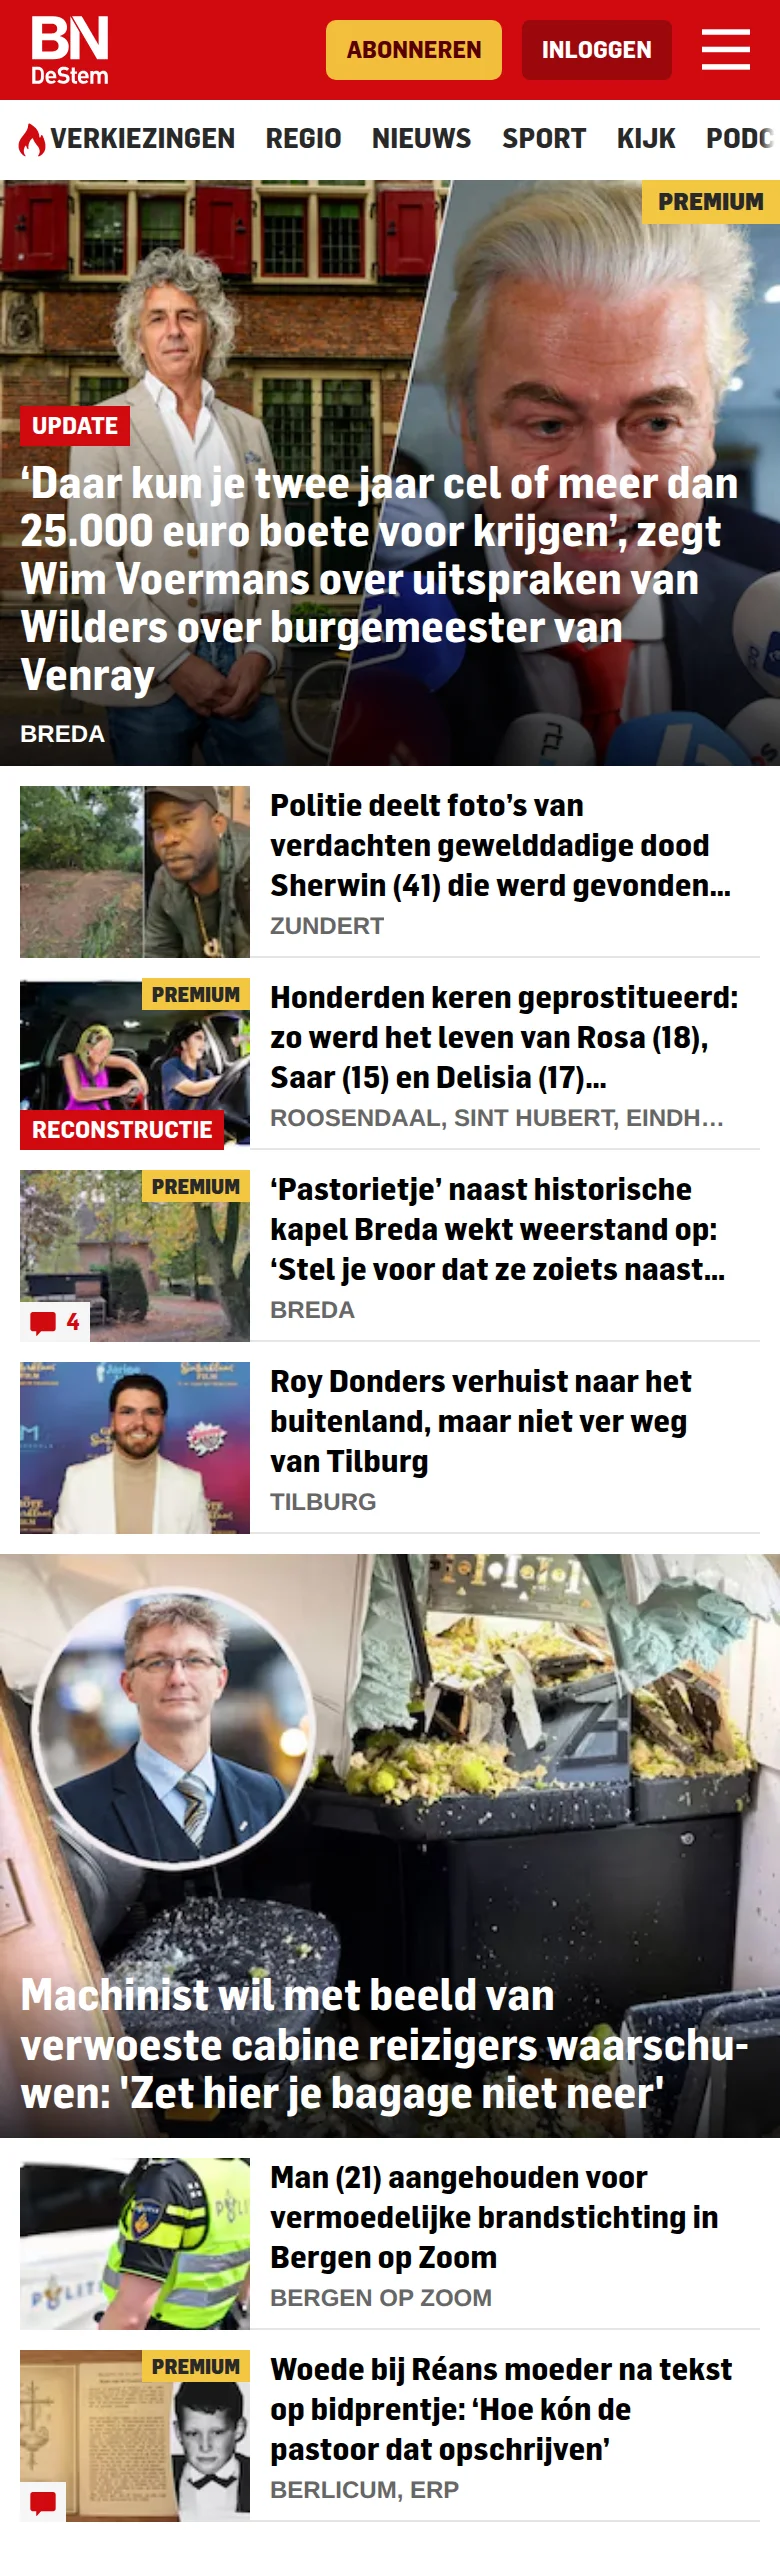 BN
DeStem
ABONNEREN
INLOGGEN
VERKIEZINGEN REGIO NIEUWS SPORT KIJK PODC
PREMIUM
UPDATE
‘Daar kun je twee jaar cel of meer dan
25.000 euro boete voor krijgen’, zegt
Wim Voermans over uitspraken van
Wilders over burgemeester van
Venray
BREDA
Politie deelt foto’s van
verdachten gewelddadige dood
Sherwin (41) die werd gevonden...
ZUNDERT
PREMIUM
RECONSTRUCTIE
Honderden keren geprostitueerd:
zo werd het leven van Rosa (18),
Saar (15) en Delisia (17)...
ROOSENDAAL, SINT HUBERT, EINDH...
PREMIUM
4
‘Pastorietje’ naast historische
kapel Breda wekt weerstand op:
‘Stel je voor dat ze zoiets naast...
BREDA
Roy Donders verhuist naar het
buitenland, maar niet ver weg
van Tilburg
TILBURG
Machinist wil met beeld van
verwoeste cabine reizigers waarschu-
wen: 'Zet hier je bagage niet neer'
POLITI
Man (21) aangehouden voor
vermoedelijke brandstichting in
Bergen op Zoom
BERGEN OP ZOOM
PREMIUM
Woede bij Réans moeder na tekst
op bidprentje: ‘Hoe kón de
pastoor dat opschrijven’
BERLICUM, ERP